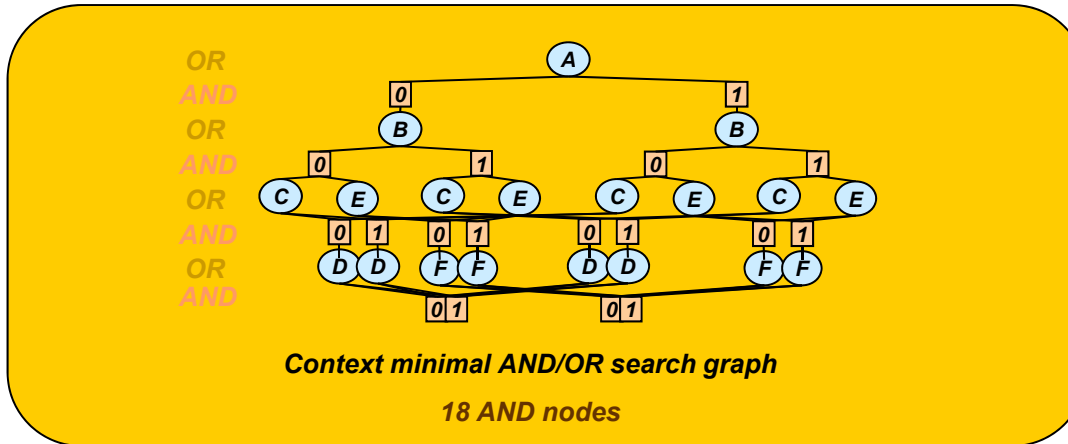 OR A
AND 0 1
OR B B
AND 0 1 0 1
OR C E C E C E C E
AND 0 1 0 1 0 1 0 1
OR D D F F D D F F
AND 0 1 0 1
Context minimal AND/OR search graph
18 AND nodes